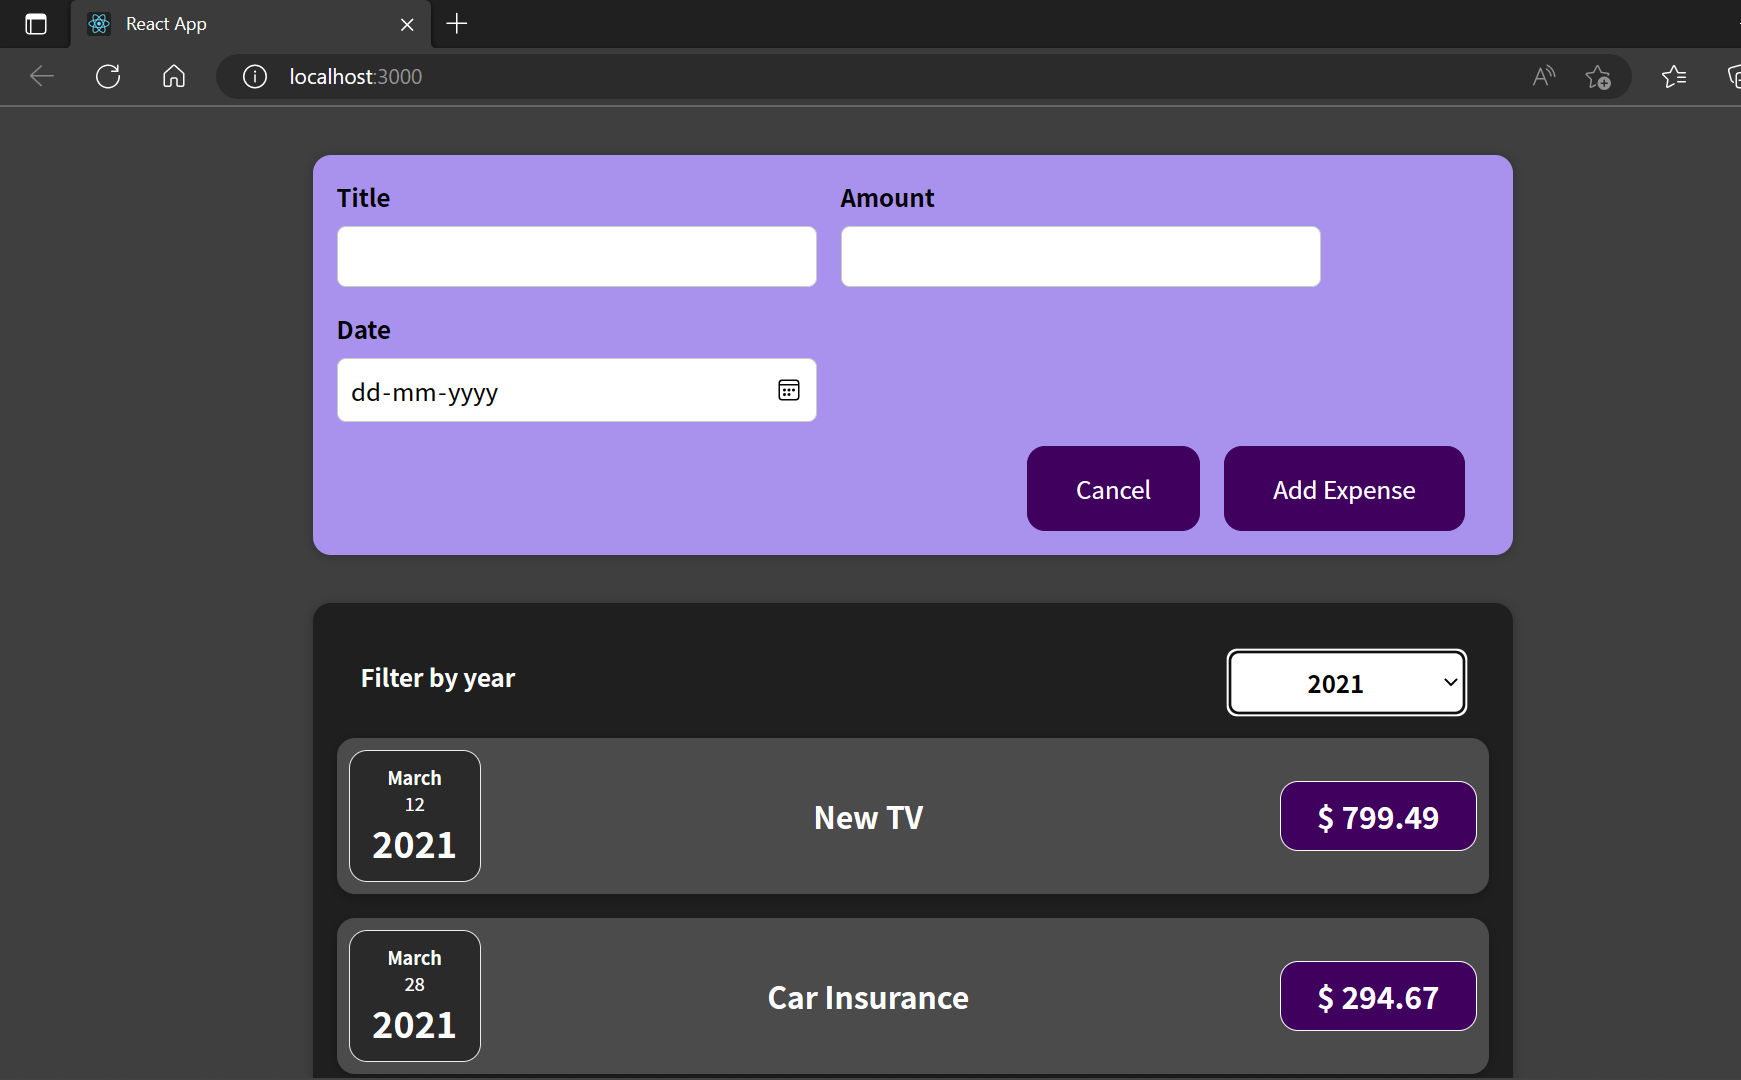 React App
localhost:3000
Title
Amount
Date
dd-mm-yyyy
Cancel
Add Expense
Filter by year
2021
March
12
2021
New TV
$ 799.49
March
28
2021
Car Insurance
$ 294.67